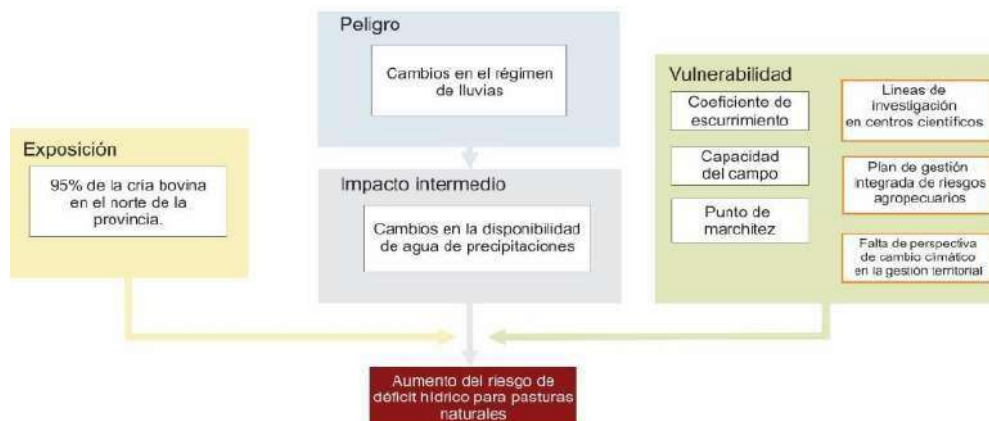 Peligro
Cambios en el régimen
de lluvias
Exposición
95% de la cría bovina
en el norte de la
provincia.
Impacto intermedio
Cambios en la disponibilidad
de agua de precipitaciones
Vulnerabilidad
Coeficiente de
escurrimiento
Capacidad
del campo
Punto de
marchitez
Líneas de
investigación
en centros científicos
Plan de gestión
integrada de riesgos
agropecuarios
Falta de perspectiva
de cambio climático
en la gestión territorial
Aumento del riesgo de
déficit hídrico para pasturas
naturales